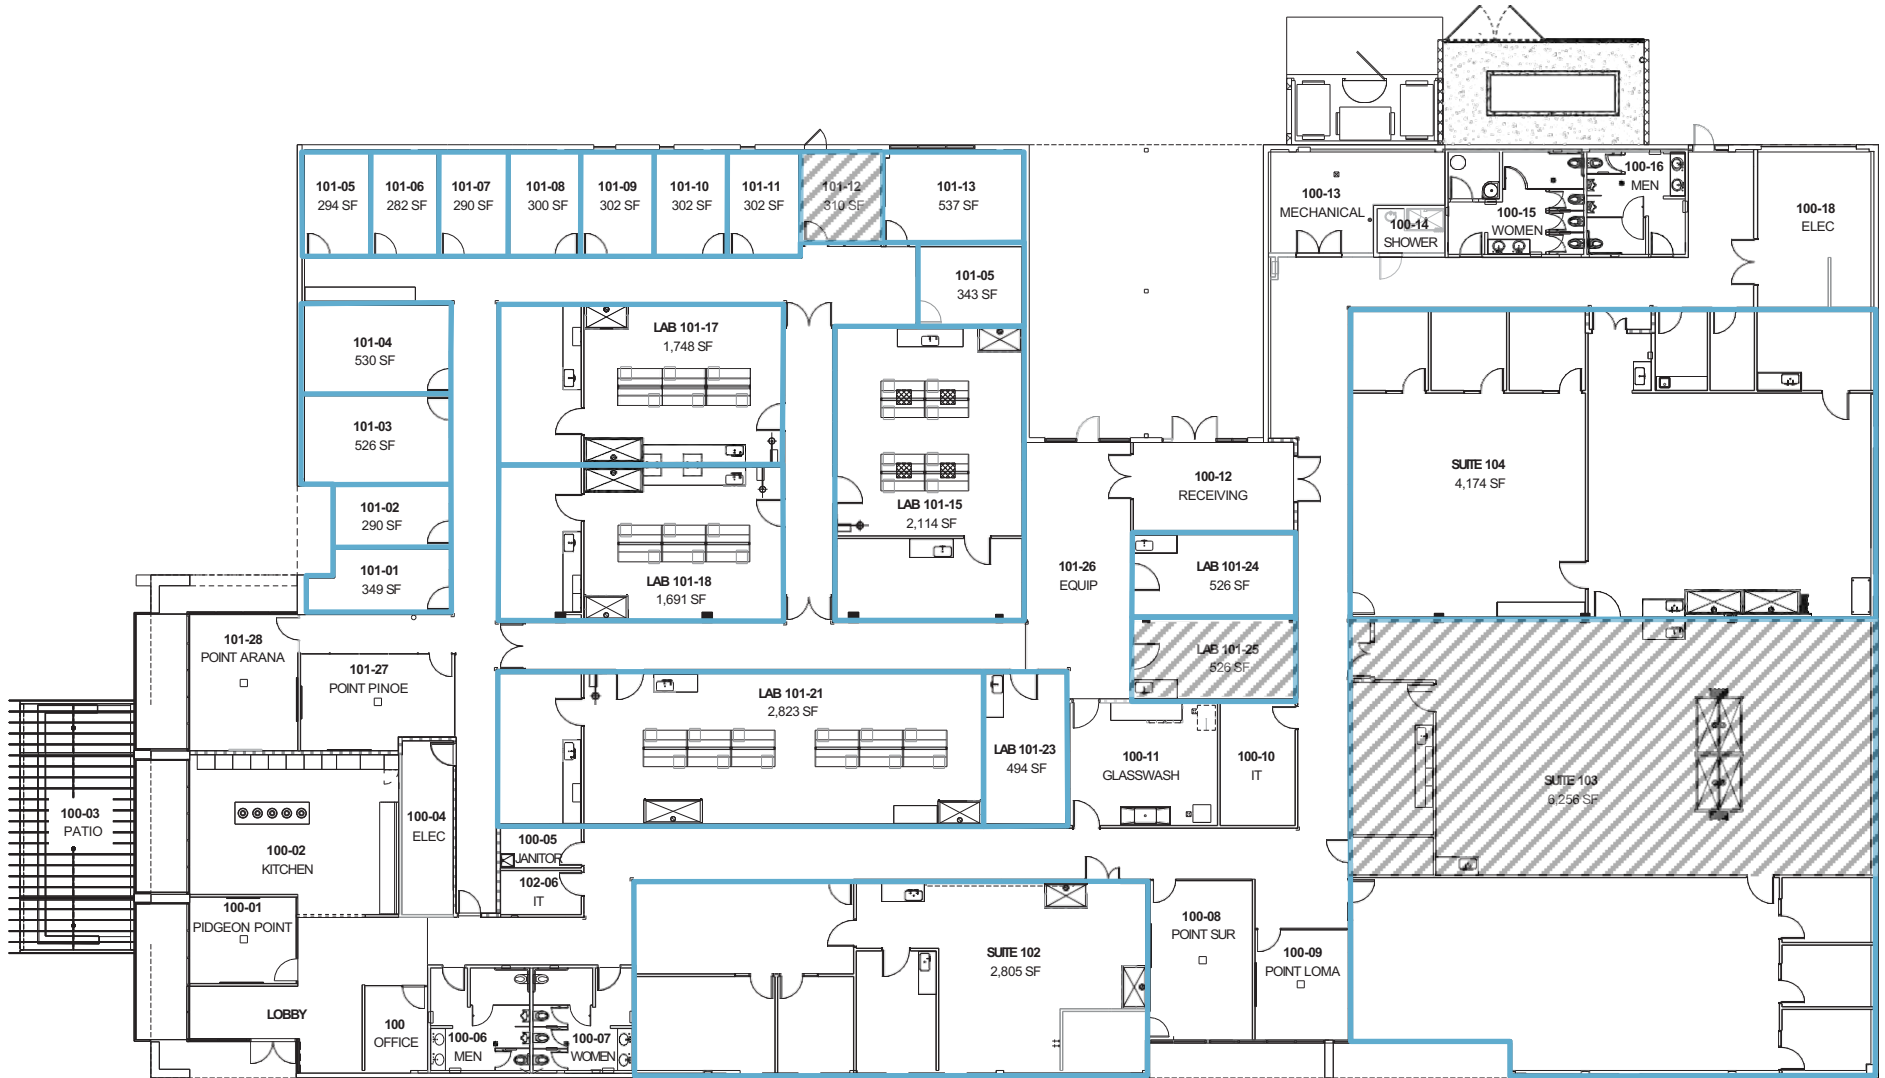 101-05
294 SF
101-06
282 SF
101-07
290 SF
101-08
300 SF
101-09
302 SF
101-10
302 SF
101-11
302 SF
101-12
310 SF
101-13
537 SF
100-13
MECHANICAL
100-14
SHOWER
100-15
WOMEN
100-16
MEN
100-18
ELEC
101-05
343 SF
101-04
530 SF
LAB 101-17
1,748 SF
101-03
526 SF
101-02
290 SF
101-01
349 SF
LAB 101-18
1,691 SF
LAB 101-15
2,114 SF
100-12
RECEIVING
SUITE 104
4,174 SF
101-26
EQUIP
LAB 101-24
526 SF
LAB 101-25
526 SF
101-28
POINT ARANA
101-27
POINT PINOE
LAB 101-21
2,823 SF
LAB 101-23
494 SF
100-11
GLASSWASH
100-10
IT
SUITE 103
6,256 SF
100-03
PATIO
100-02
KITCHEN
100-04
ELEC
100-05
JANITOR
102-06
IT
100-01
PIDGEON POINT
LOBBY
100
OFFICE
100-06
MEN
100-07
WOMEN
SUITE 102
2,805 SF
100-08
POINT SUR
100-09
POINT LOMA